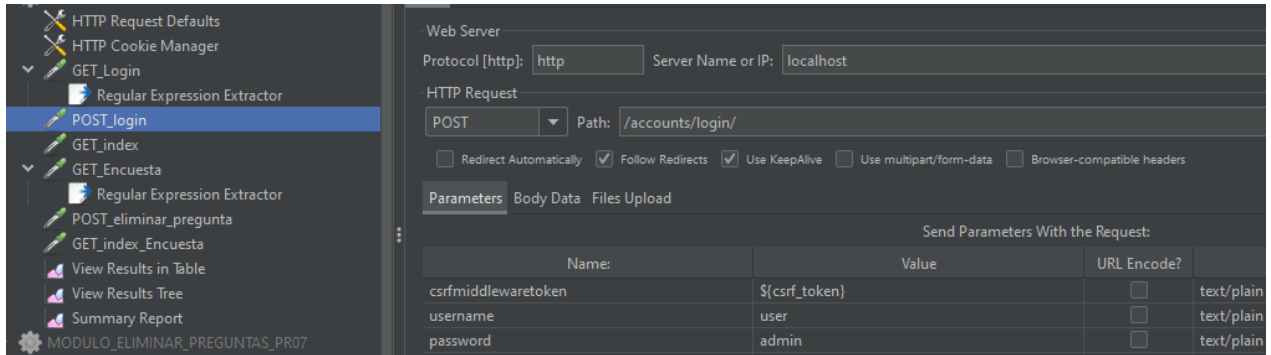 HTTP Request Defaults
HTTP Cookie Manager
GET_Login
Regular Expression Extractor
POST_login
GET_index
GET_Encuesta
Regular Expression Extractor
POST_eliminar_pregunta
GET_index_Encuesta
View Results in Table
View Results Tree
Summary Report
MODULO_ELIMINAR_PREGUNTAS_PR07
Web Server
Protocol [http]: http Server Name or IP: localhost
HTTP Request
POST Path: /accounts/login/
Redirect Automatically Follow Redirects Use KeepAlive Use multipart/form-data Browser-compatible headers
Parameters Body Data Files Upload
Send Parameters With the Request:
Name: Value URL Encode?
csrfmiddlewaretoken ${csrf_token} text/plain
username user text/plain
password admin text/plain